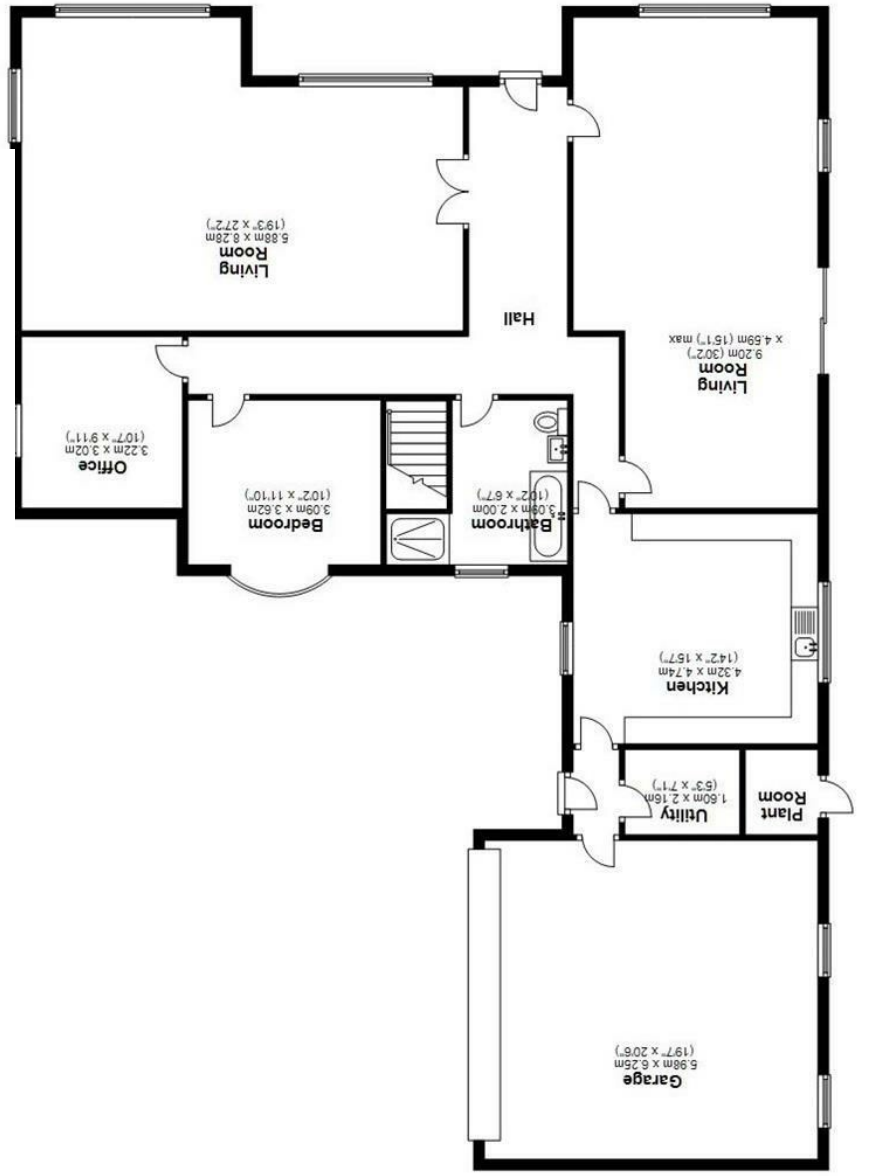 Garage
5.98m x 6.25m
(19'7" x 20'6")
Plant
Room
Utility
1.60m x 2.16m
(5'3" x 7'1")
Kitchen
4.32m x 4.74m
(14'2" x 15'7")
Bathroom
3.09m x 2.00m
(10'2" x 6'7")
Bedroom
3.09m x 3.62m
(10'2" x 11'10")
Office
3.22m x 3.02m
(10'7" x 9'11")
Living
Room
9.20m (30'2")
x 4.59m (15'1") max
Hall
Living
Room
5.88m x 8.28m
(19'3" x 27'2")